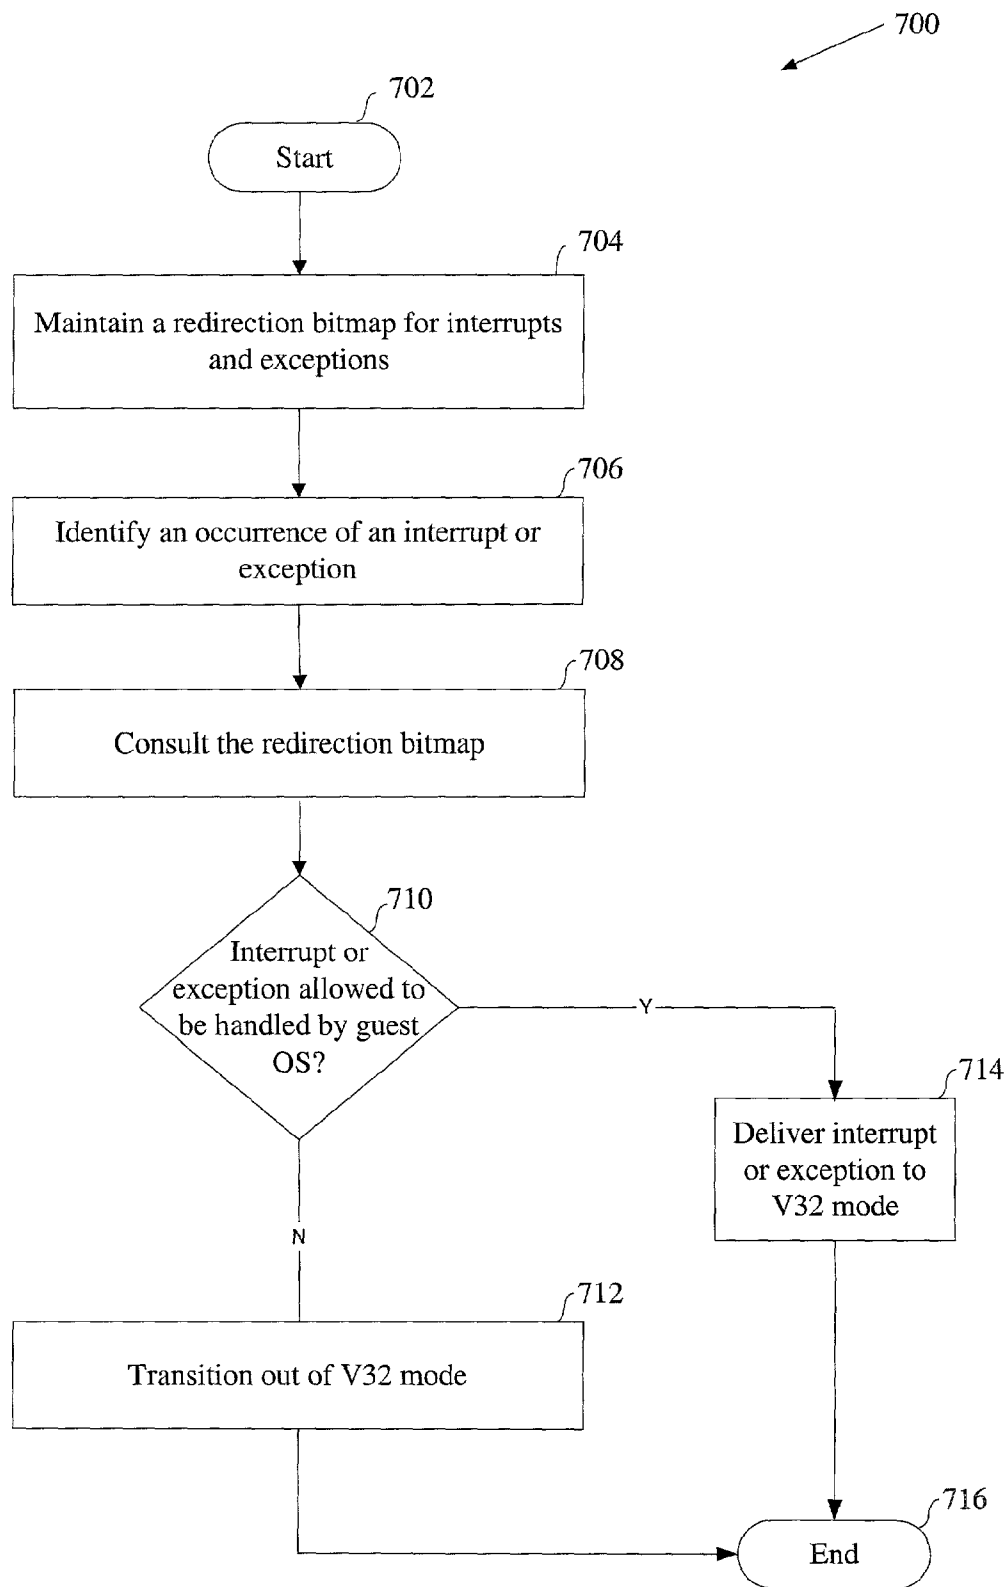 700
702
Start
704
Maintain a redirection bitmap for interrupts
and exceptions
706
Identify an occurrence of an interrupt or
exception
708
Consult the redirection bitmap
710
Interrupt or
exception allowed to
be handled by guest
OS?
Y
714
Deliver interrupt
or exception to
V32 mode
N
712
Transition out of V32 mode
716
End